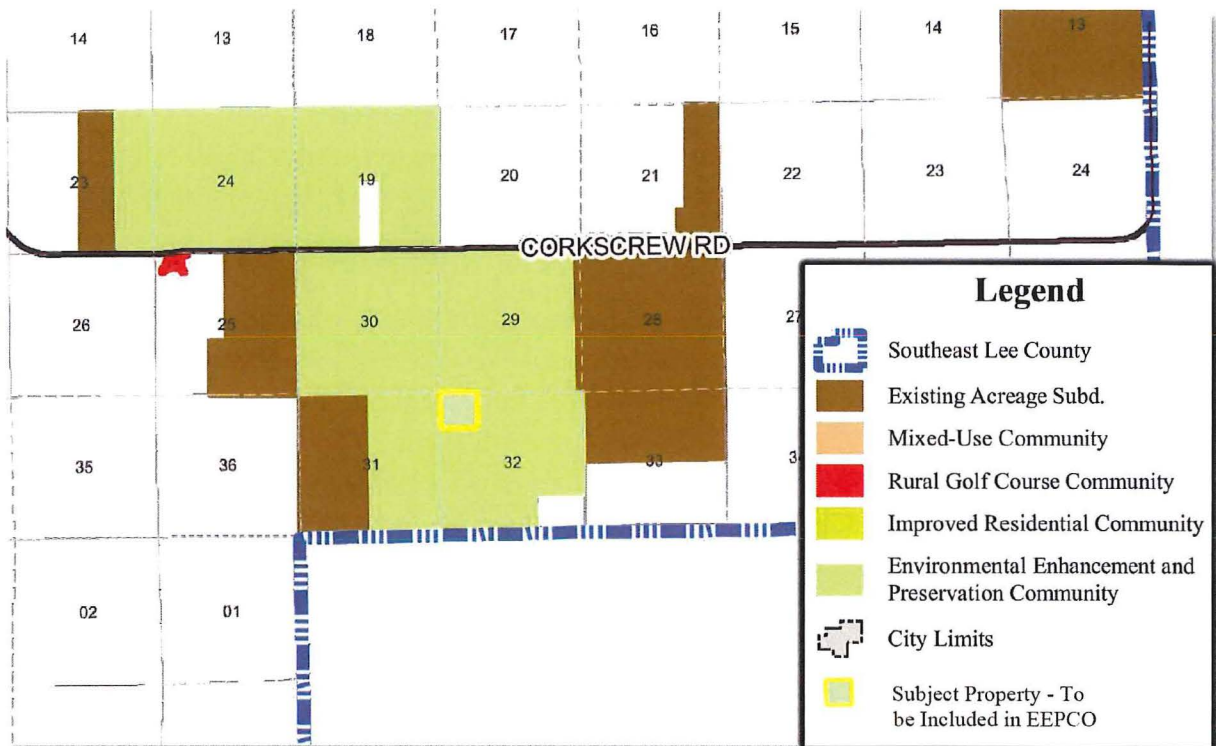 14 13 18 17 16 15 14 13
23 24 19 20 21 22 23 24
CORKSCREW RD
26 25 30 29 28 27
35 36 31 32 33
02 01
Legend
Southeast Lee County
Existing Acreage Subd.
Mixed-Use Community
Rural Golf Course Community
Improved Residential Community
Environmental Enhancement and
Preservation Community
City Limits
Subject Property - To
be Included in EEPCO